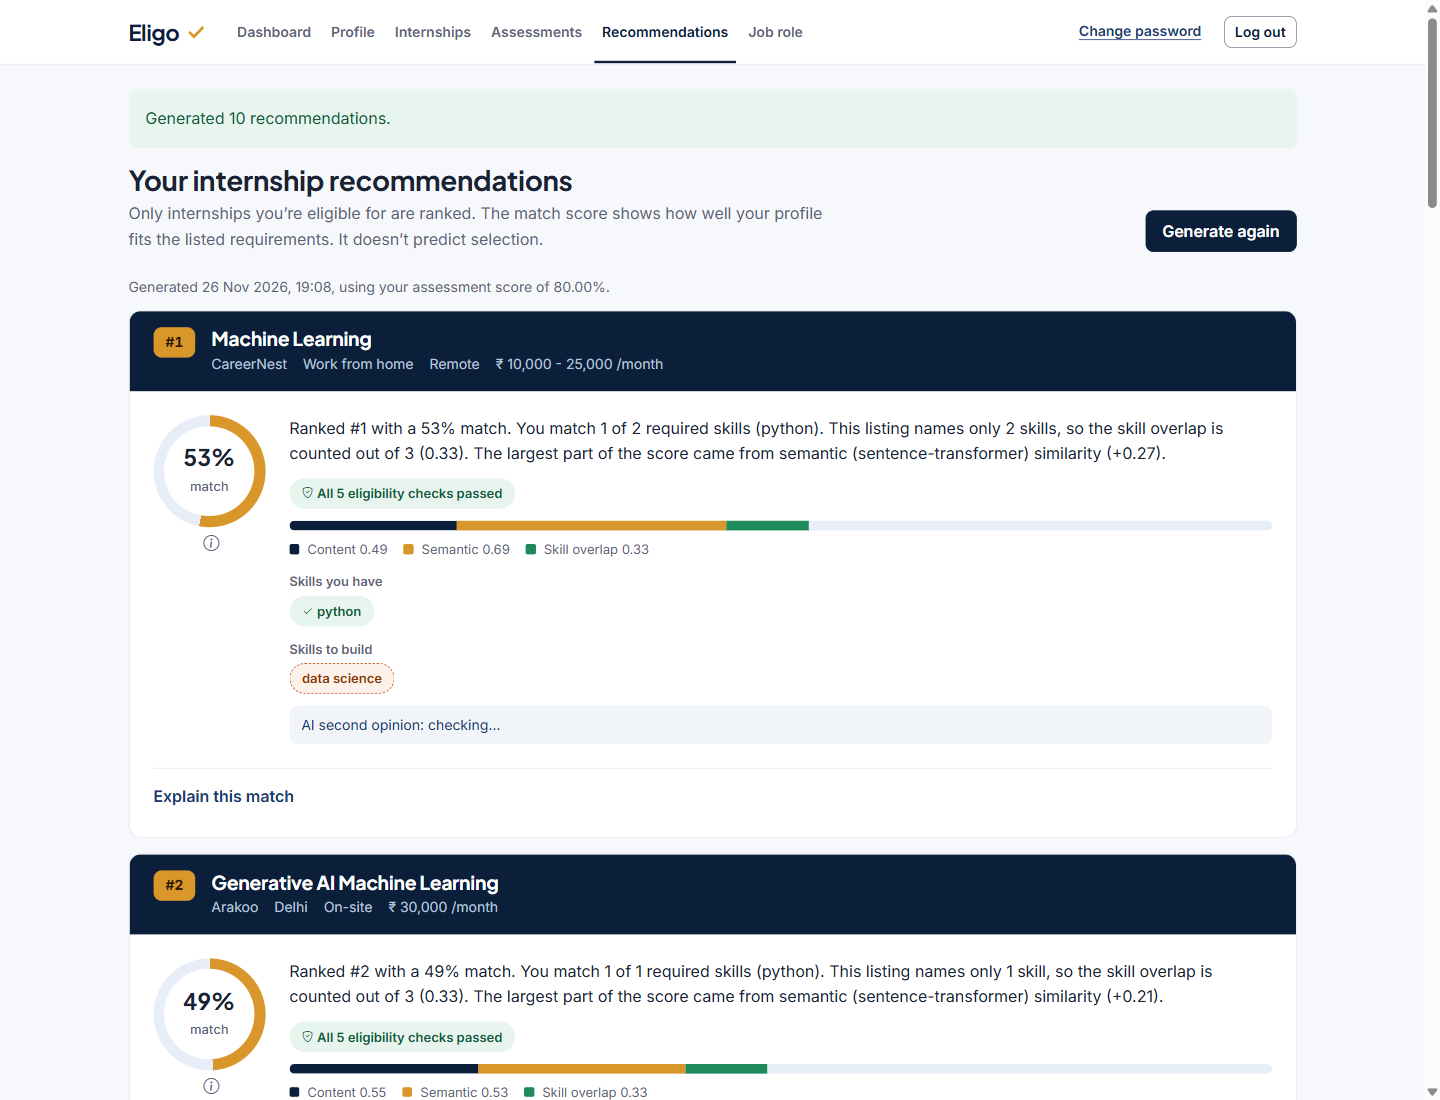 Eligo
Dashboard Profile Internships Assessments Recommendations Job role
Change password
Log out
Generated 10 recommendations.
Your internship recommendations
Only internships you’re eligible for are ranked. The match score shows how well your profile
fits the listed requirements. It doesn’t predict selection.
Generate again
Generated 26 Nov 2026, 19:08, using your assessment score of 80.00%.
#1
Machine Learning
CareerNest Work from home Remote ₹ 10,000 - 25,000 /month
53%
match
Ranked #1 with a 53% match. You match 1 of 2 required skills (python). This listing names only 2 skills, so the skill overlap is
counted out of 3 (0.33). The largest part of the score came from semantic (sentence-transformer) similarity (+0.27).
All 5 eligibility checks passed
Content 0.49 Semantic 0.69 Skill overlap 0.33
Skills you have
python
Skills to build
data science
AI second opinion: checking...
Explain this match
#2
Generative AI Machine Learning
Arakoo Delhi On-site ₹ 30,000 /month
49%
match
Ranked #2 with a 49% match. You match 1 of 1 required skills (python). This listing names only 1 skill, so the skill overlap is
counted out of 3 (0.33). The largest part of the score came from semantic (sentence-transformer) similarity (+0.21).
All 5 eligibility checks passed
Content 0.55 Semantic 0.53 Skill overlap 0.33